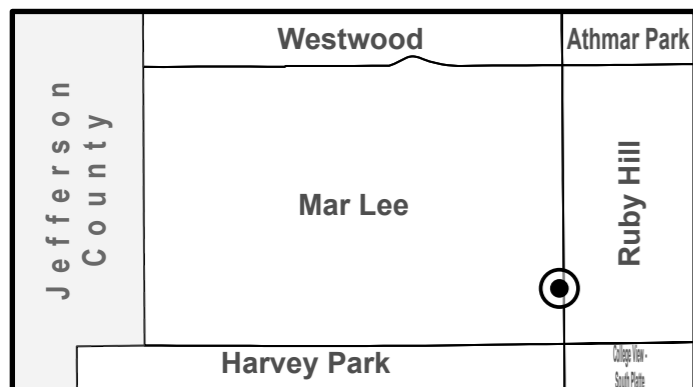 Westwood
Athmar Park
Jefferson
County
Mar Lee
Ruby Hill
Harvey Park
College View -
South Platte